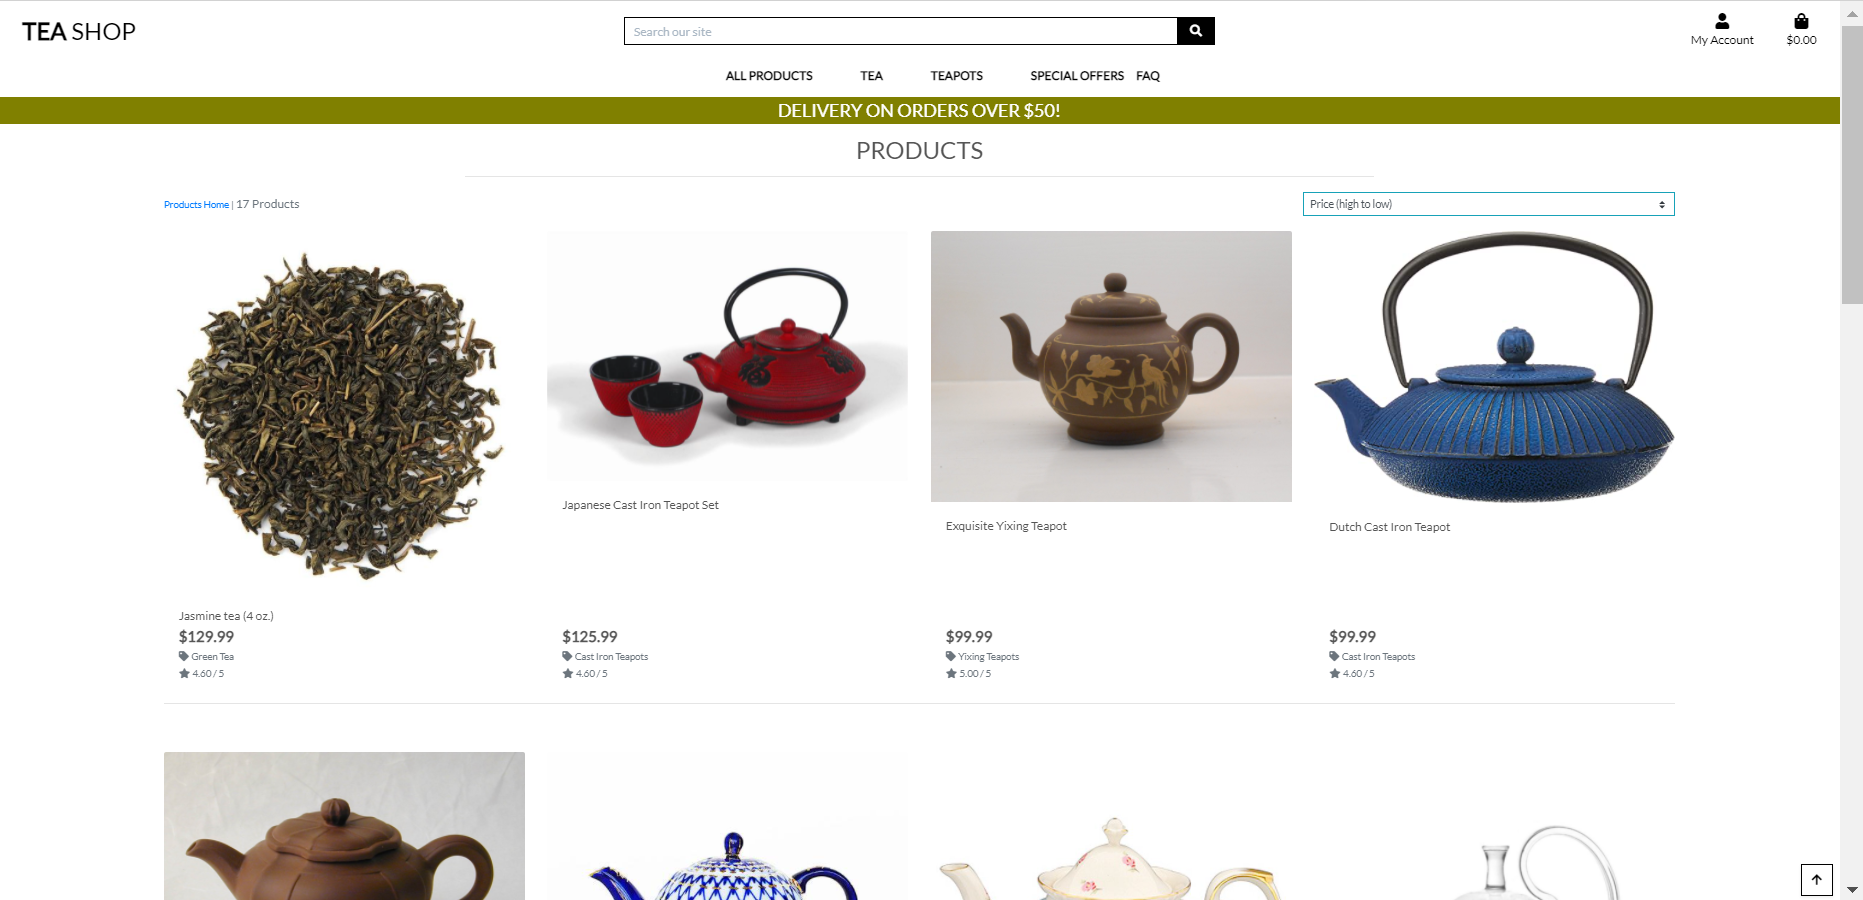 TEA SHOP
Search our site
My Account
$0.00
ALL PRODUCTS
TEA
TEAPOTS
SPECIAL OFFERS
FAQ
DELIVERY ON ORDERS OVER $50!
PRODUCTS
Products Home | 17 Products
Price (high to low)
Jasmine tea (4 oz.)
$129.99
Green Tea
4.60 / 5
Japanese Cast Iron Teapot Set
$125.99
Cast Iron Teapots
4.60 / 5
Exquisite Yixing Teapot
$99.99
Yixing Teapots
5.00 / 5
Dutch Cast Iron Teapot
$99.99
Cast Iron Teapots
4.60 / 5